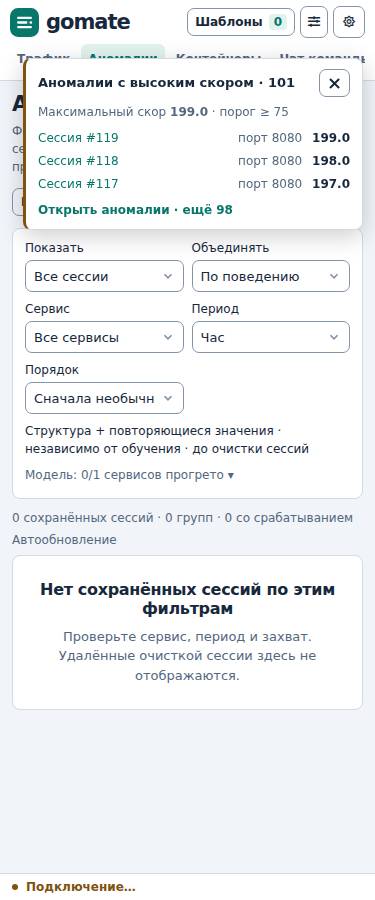 gomate
Шаблоны 0
Аномалии с высоким скором · 101
Максимальный скор 199.0 · порог ≥ 75
Сессия #119 порт 8080 199.0
Сессия #118 порт 8080 198.0
Сессия #117 порт 8080 197.0
Открыть аномалии · ещё 98
Показать Объединять
Все сессии По поведению
Сервис Период
Все сервисы Час
Порядок
Сначала необычн
Структура + повторяющиеся значения ·
независимо от обучения · до очистки сессий
Модель: 0/1 сервисов прогрето ▾
0 сохранённых сессий · 0 групп · 0 со срабатыванием
Автообновление
Нет сохранённых сессий по этим
фильтрам
Проверьте сервис, период и захват.
Удалённые очисткой сессии здесь не
отображаются.
Подключение…